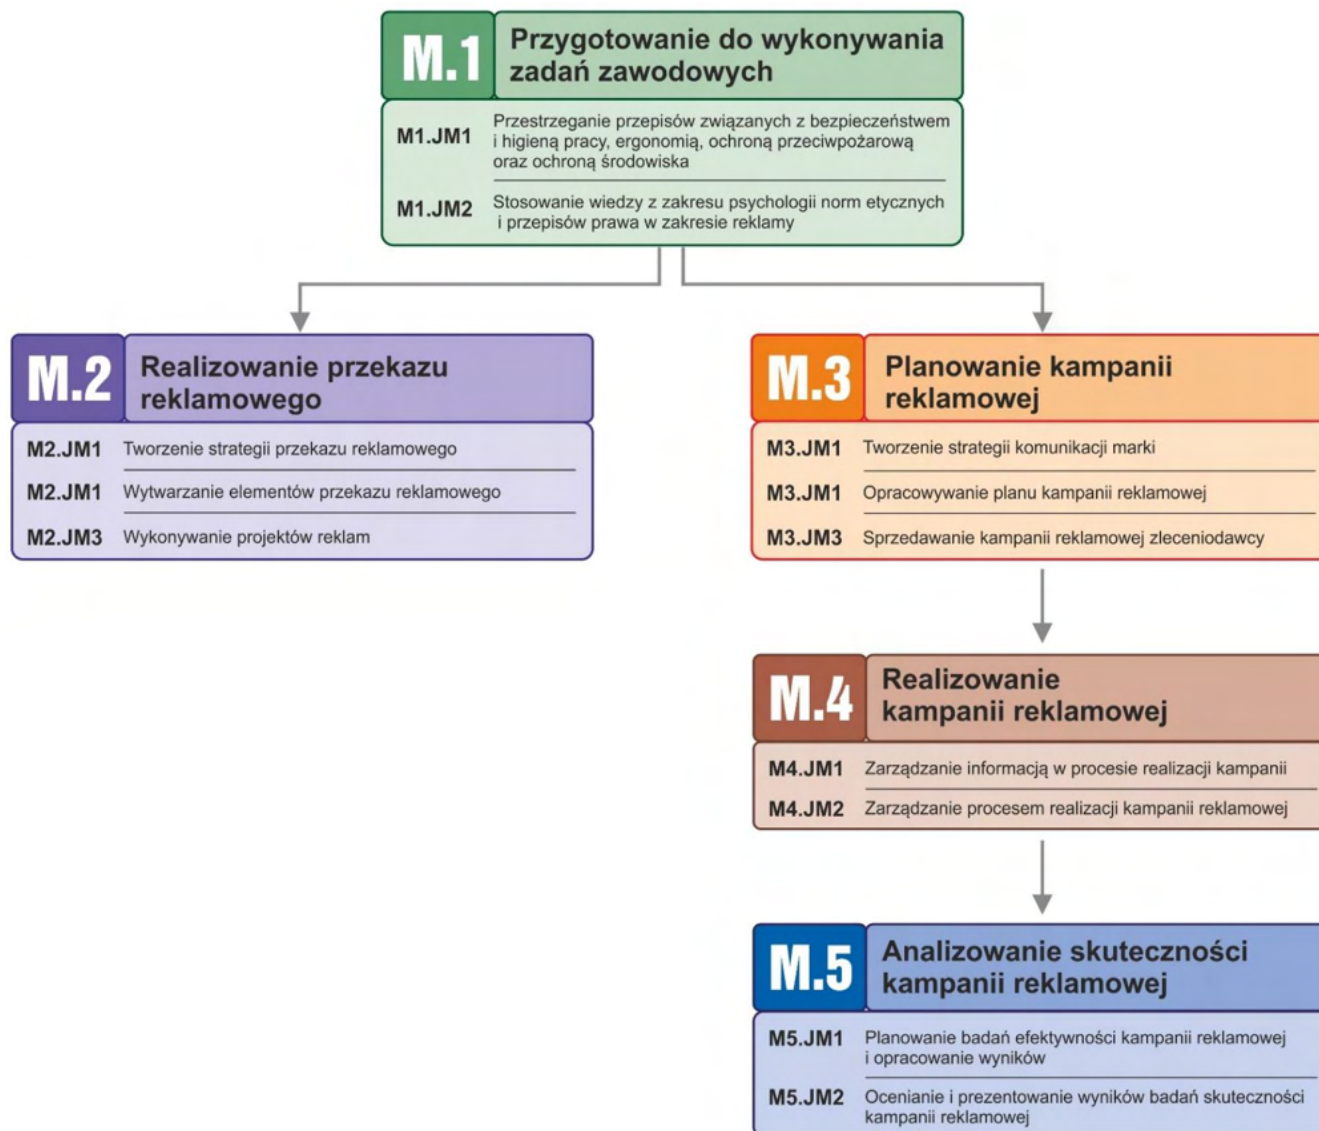 M.1
Przygotowanie do wykonywania
zadań zawodowych
M1.JM1
Przestrzeganie przepisów związanych z bezpieczeństwem
i higieną pracy, ergonomią, ochroną przeciwpożarową
oraz ochroną środowiska
M1.JM2
Stosowanie wiedzy z zakresu psychologii norm etycznych
i przepisów prawa w zakresie reklamy
M.2
Realizowanie przekazu
reklamowego
M2.JM1 Tworzenie strategii przekazu reklamowego
M2.JM1 Wytwarzanie elementów przekazu reklamowego
M2.JM3 Wykonywanie projektów reklam
M.3
Planowanie kampanii
reklamowej
M3.JM1 Tworzenie strategii komunikacji marki
M3.JM1 Opracowywanie planu kampanii reklamowej
M3.JM3 Sprzedawanie kampanii reklamowej zleceniodawcy
M.4
Realizowanie
kampanii reklamowej
M4.JM1 Zarządzanie informacją w procesie realizacji kampanii
M4.JM2 Zarządzanie procesem realizacji kampanii reklamowej
M.5
Analizowanie skuteczności
kampanii reklamowej
M5.JM1 Planowanie badań efektywności kampanii reklamowej
i opracowanie wyników
M5.JM2 Ocenianie i prezentowanie wyników badań skuteczności
kampanii reklamowej